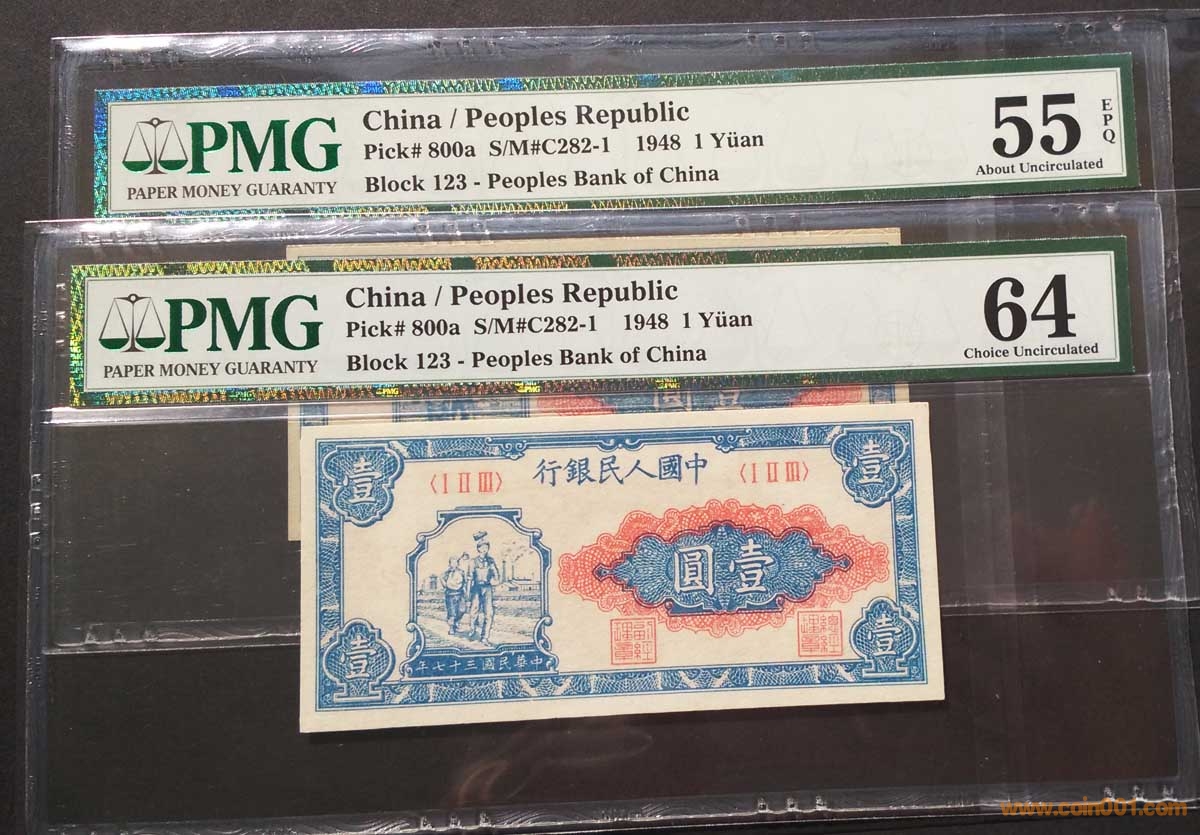 PMG
PAPER MONEY GUARANTY
China / Peoples Republic
Pick# 800a S/M#C282-1 1948 1 Yüan
Block 123 - Peoples Bank of China
55
EPQ
About Uncirculated
PMG
PAPER MONEY GUARANTY
China / Peoples Republic
Pick# 800a S/M#C282-1 1948 1 Yüan
Block 123 - Peoples Bank of China
64
Choice Uncirculated
圓壹
壹 壹
〈I II III〉 行銀民人國中 〈I II III〉
圓壹
年七十三國民華中
壹 壹
www.coin001.com